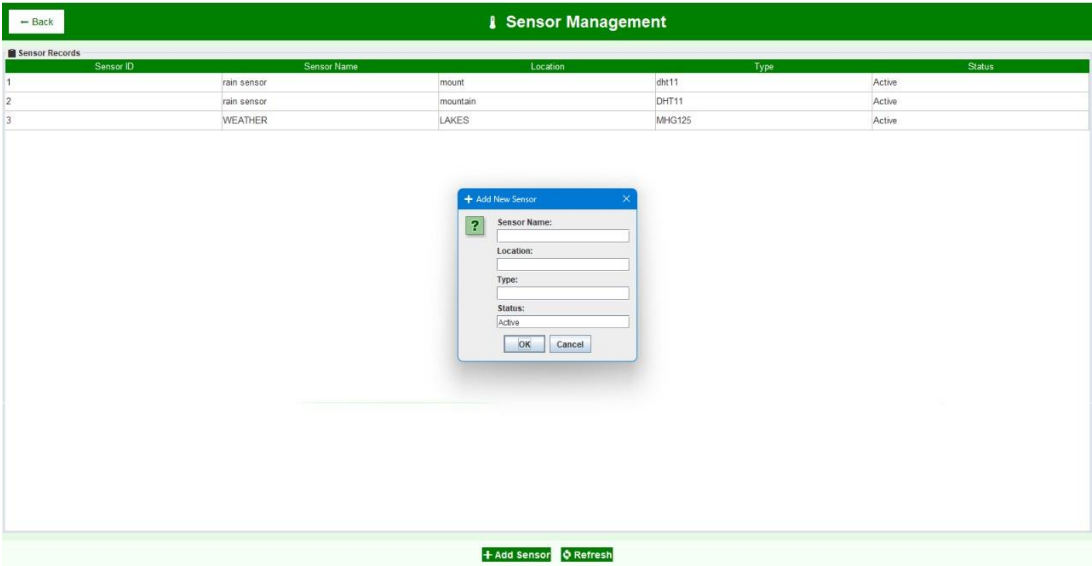 ← Back
Sensor Management
Sensor Records
Sensor ID Sensor Name Location Type Status
1 rain sensor mount dht11 Active
2 rain sensor mountain DHT11 Active
3 WEATHER LAKES MHG125 Active
Add New Sensor
Sensor Name:
Location:
Type:
Status:
Active
OK Cancel
Add Sensor Refresh